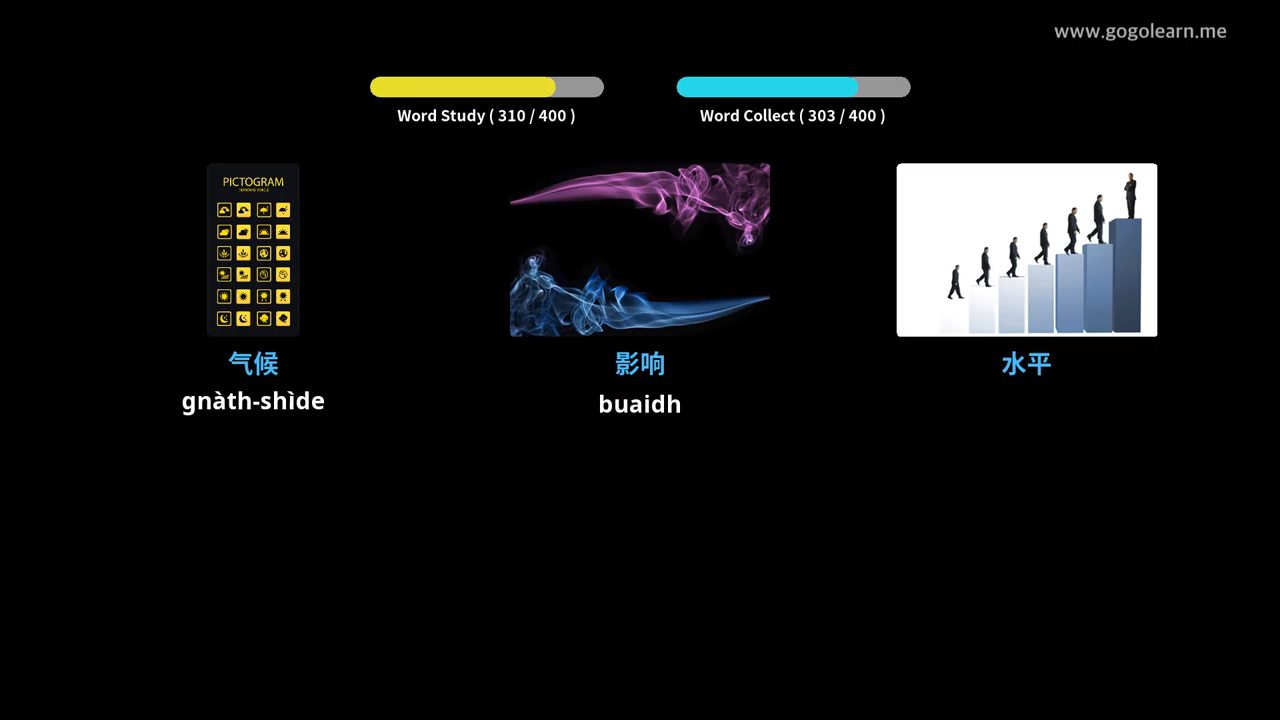 www.gogolearn.me
Word Study ( 310 / 400 )
Word Collect ( 303 / 400 )
PICTOGRAM
气候
影响
水平
gnàth-shìde
buaidh